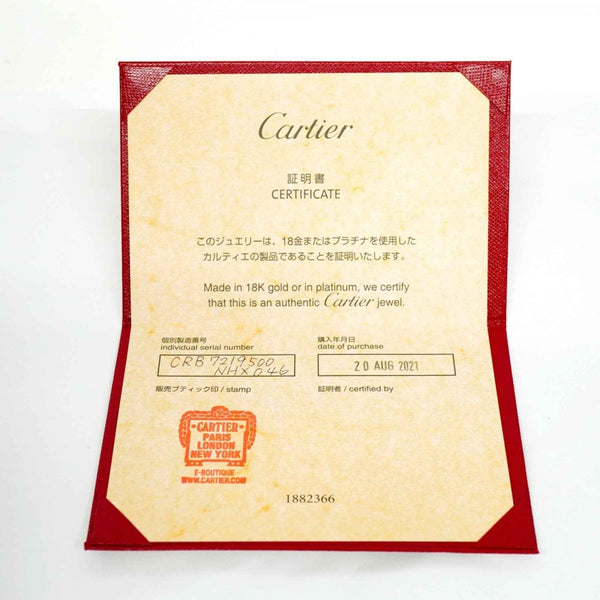 Cartier
証明書
CERTIFICATE
このジュエリーは、18金またはプラチナを使用した
カルティエの製品であることを証明いたします。
Made in 18K gold or in platinum, we certify
that this is an authentic Cartier jewel.
個別製造番号
individual serial number
CRB7219500
NHX046
購入年月日
date of purchase
20 AUG 2021
販売ブティック印 / stamp
証明者 / certified by
CARTIER
PARIS
LONDON
NEW YORK
E-BOUTIQUE
WWW.CARTIER.COM
1882366